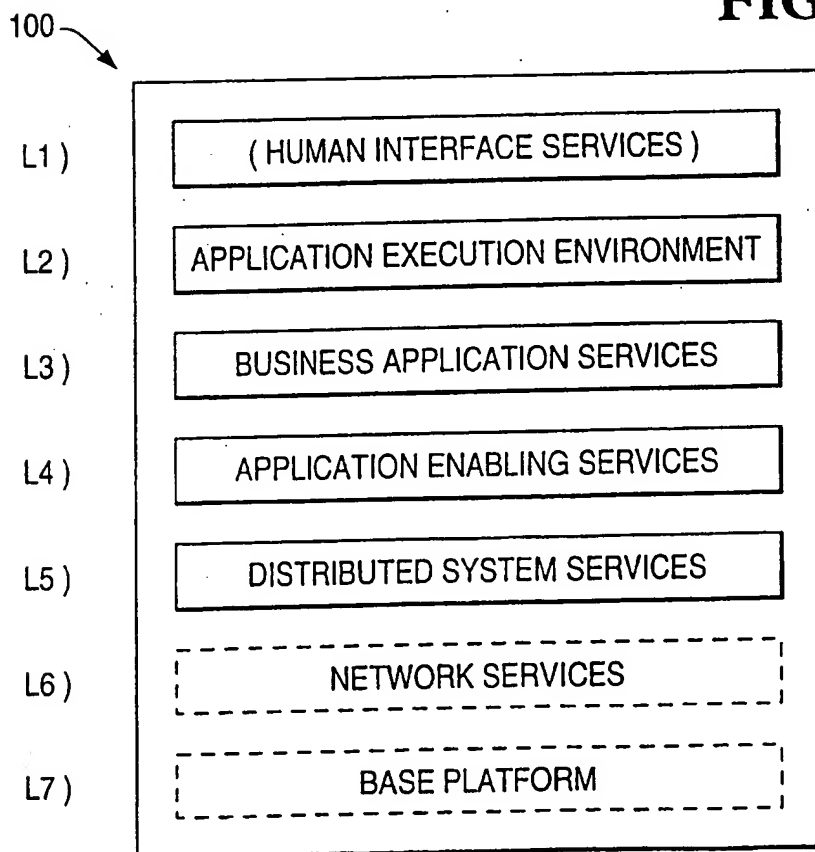 FIG
100
L1) (HUMAN INTERFACE SERVICES)
L2) APPLICATION EXECUTION ENVIRONMENT
L3) BUSINESS APPLICATION SERVICES
L4) APPLICATION ENABLING SERVICES
L5) DISTRIBUTED SYSTEM SERVICES
L6) NETWORK SERVICES
L7) BASE PLATFORM